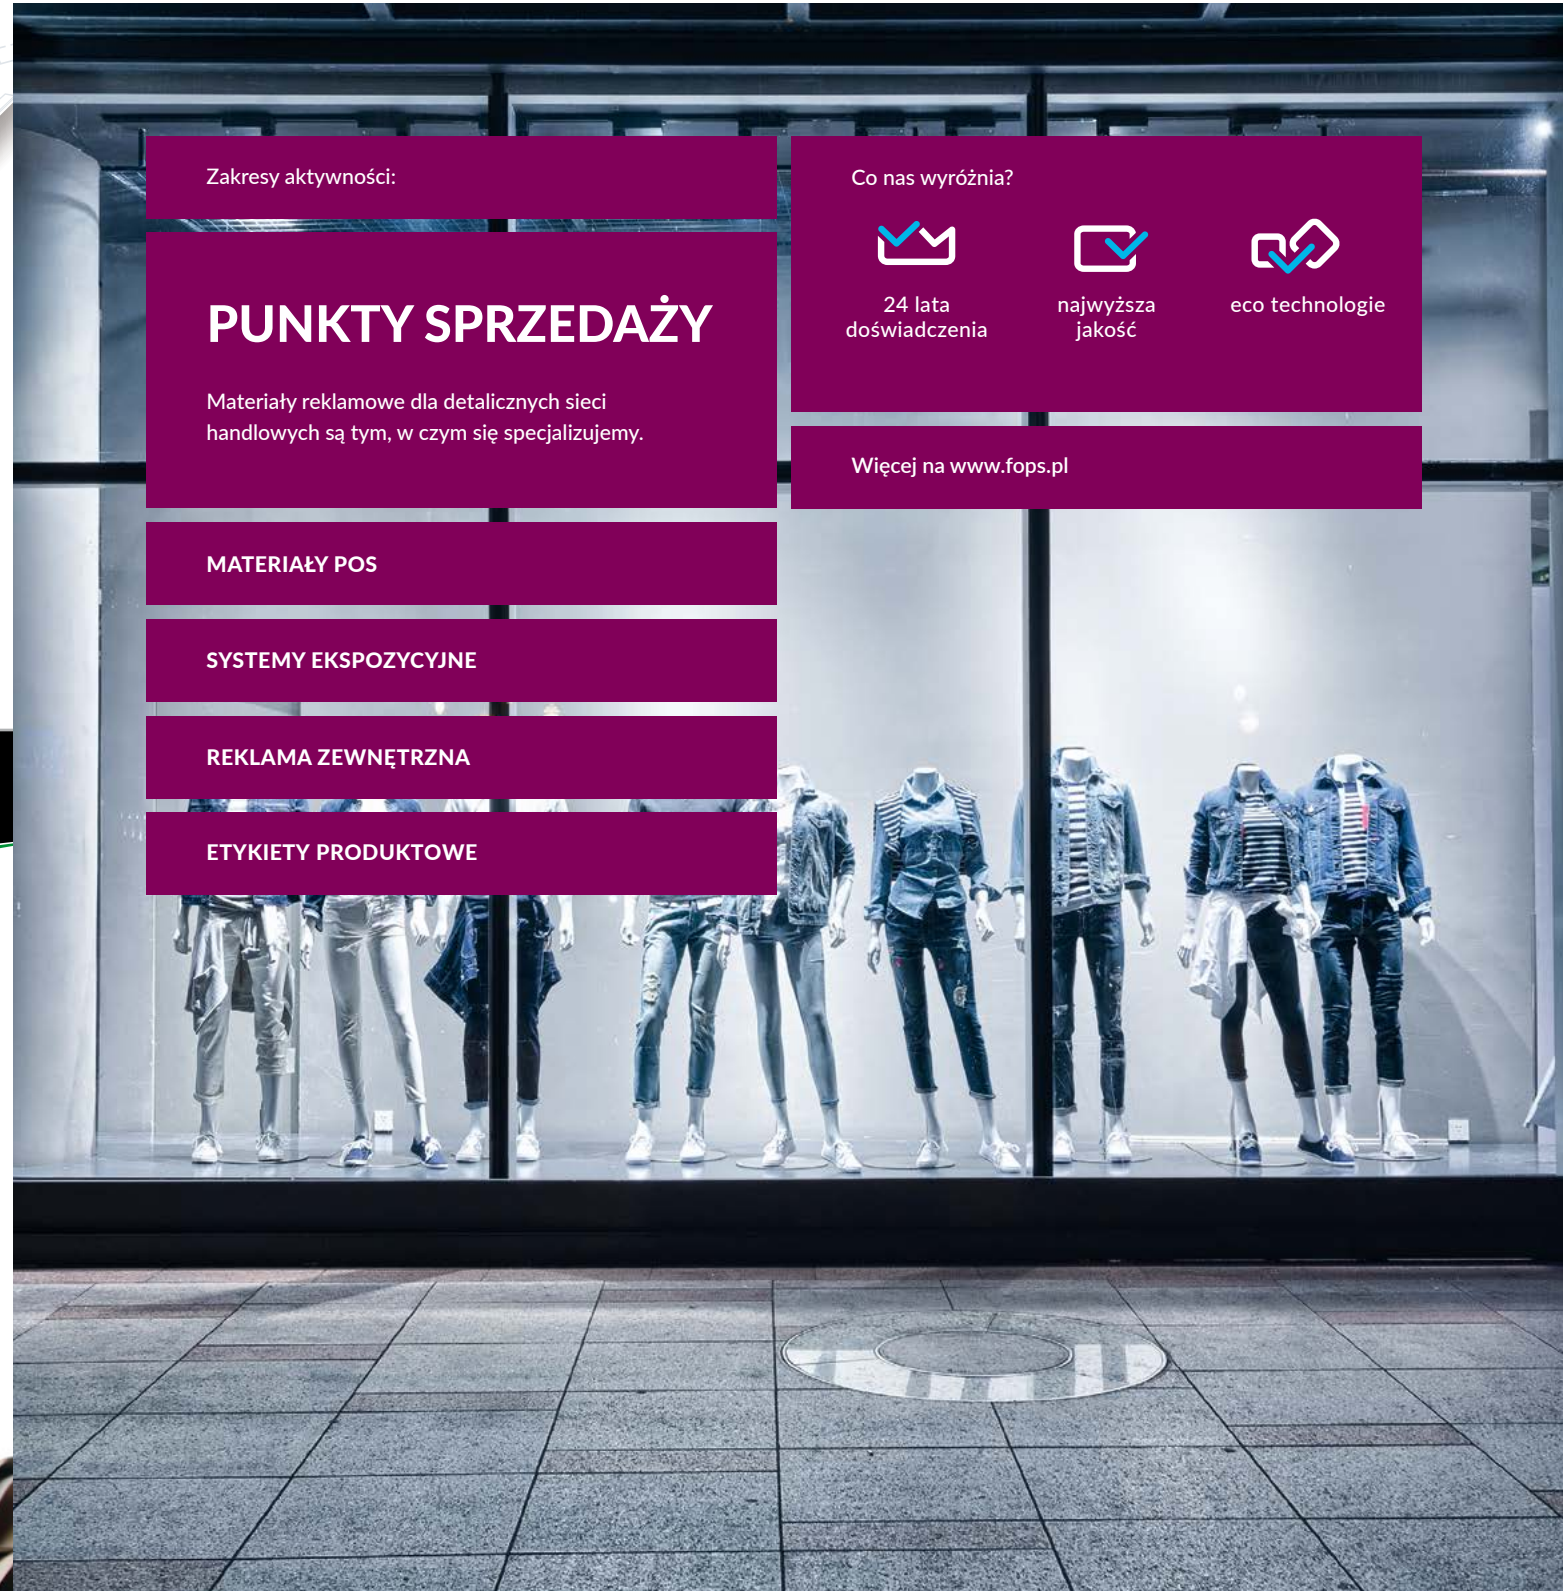 Zakresy aktywności:
PUNKTY SPRZEDAŻY
Materiały reklamowe dla detalicznych sieci
handlowych są tym, w czym się specjalizujemy.
MATERIAŁY POS
SYSTEMY EKSPOZYCYJNE
REKLAMA ZEWNĘTRZNA
ETYKIETY PRODUKTOWE
Co nas wyróżnia?
24 lata
doświadczenia
najwyższa
jakość
eco technologie
Więcej na www.fops.pl